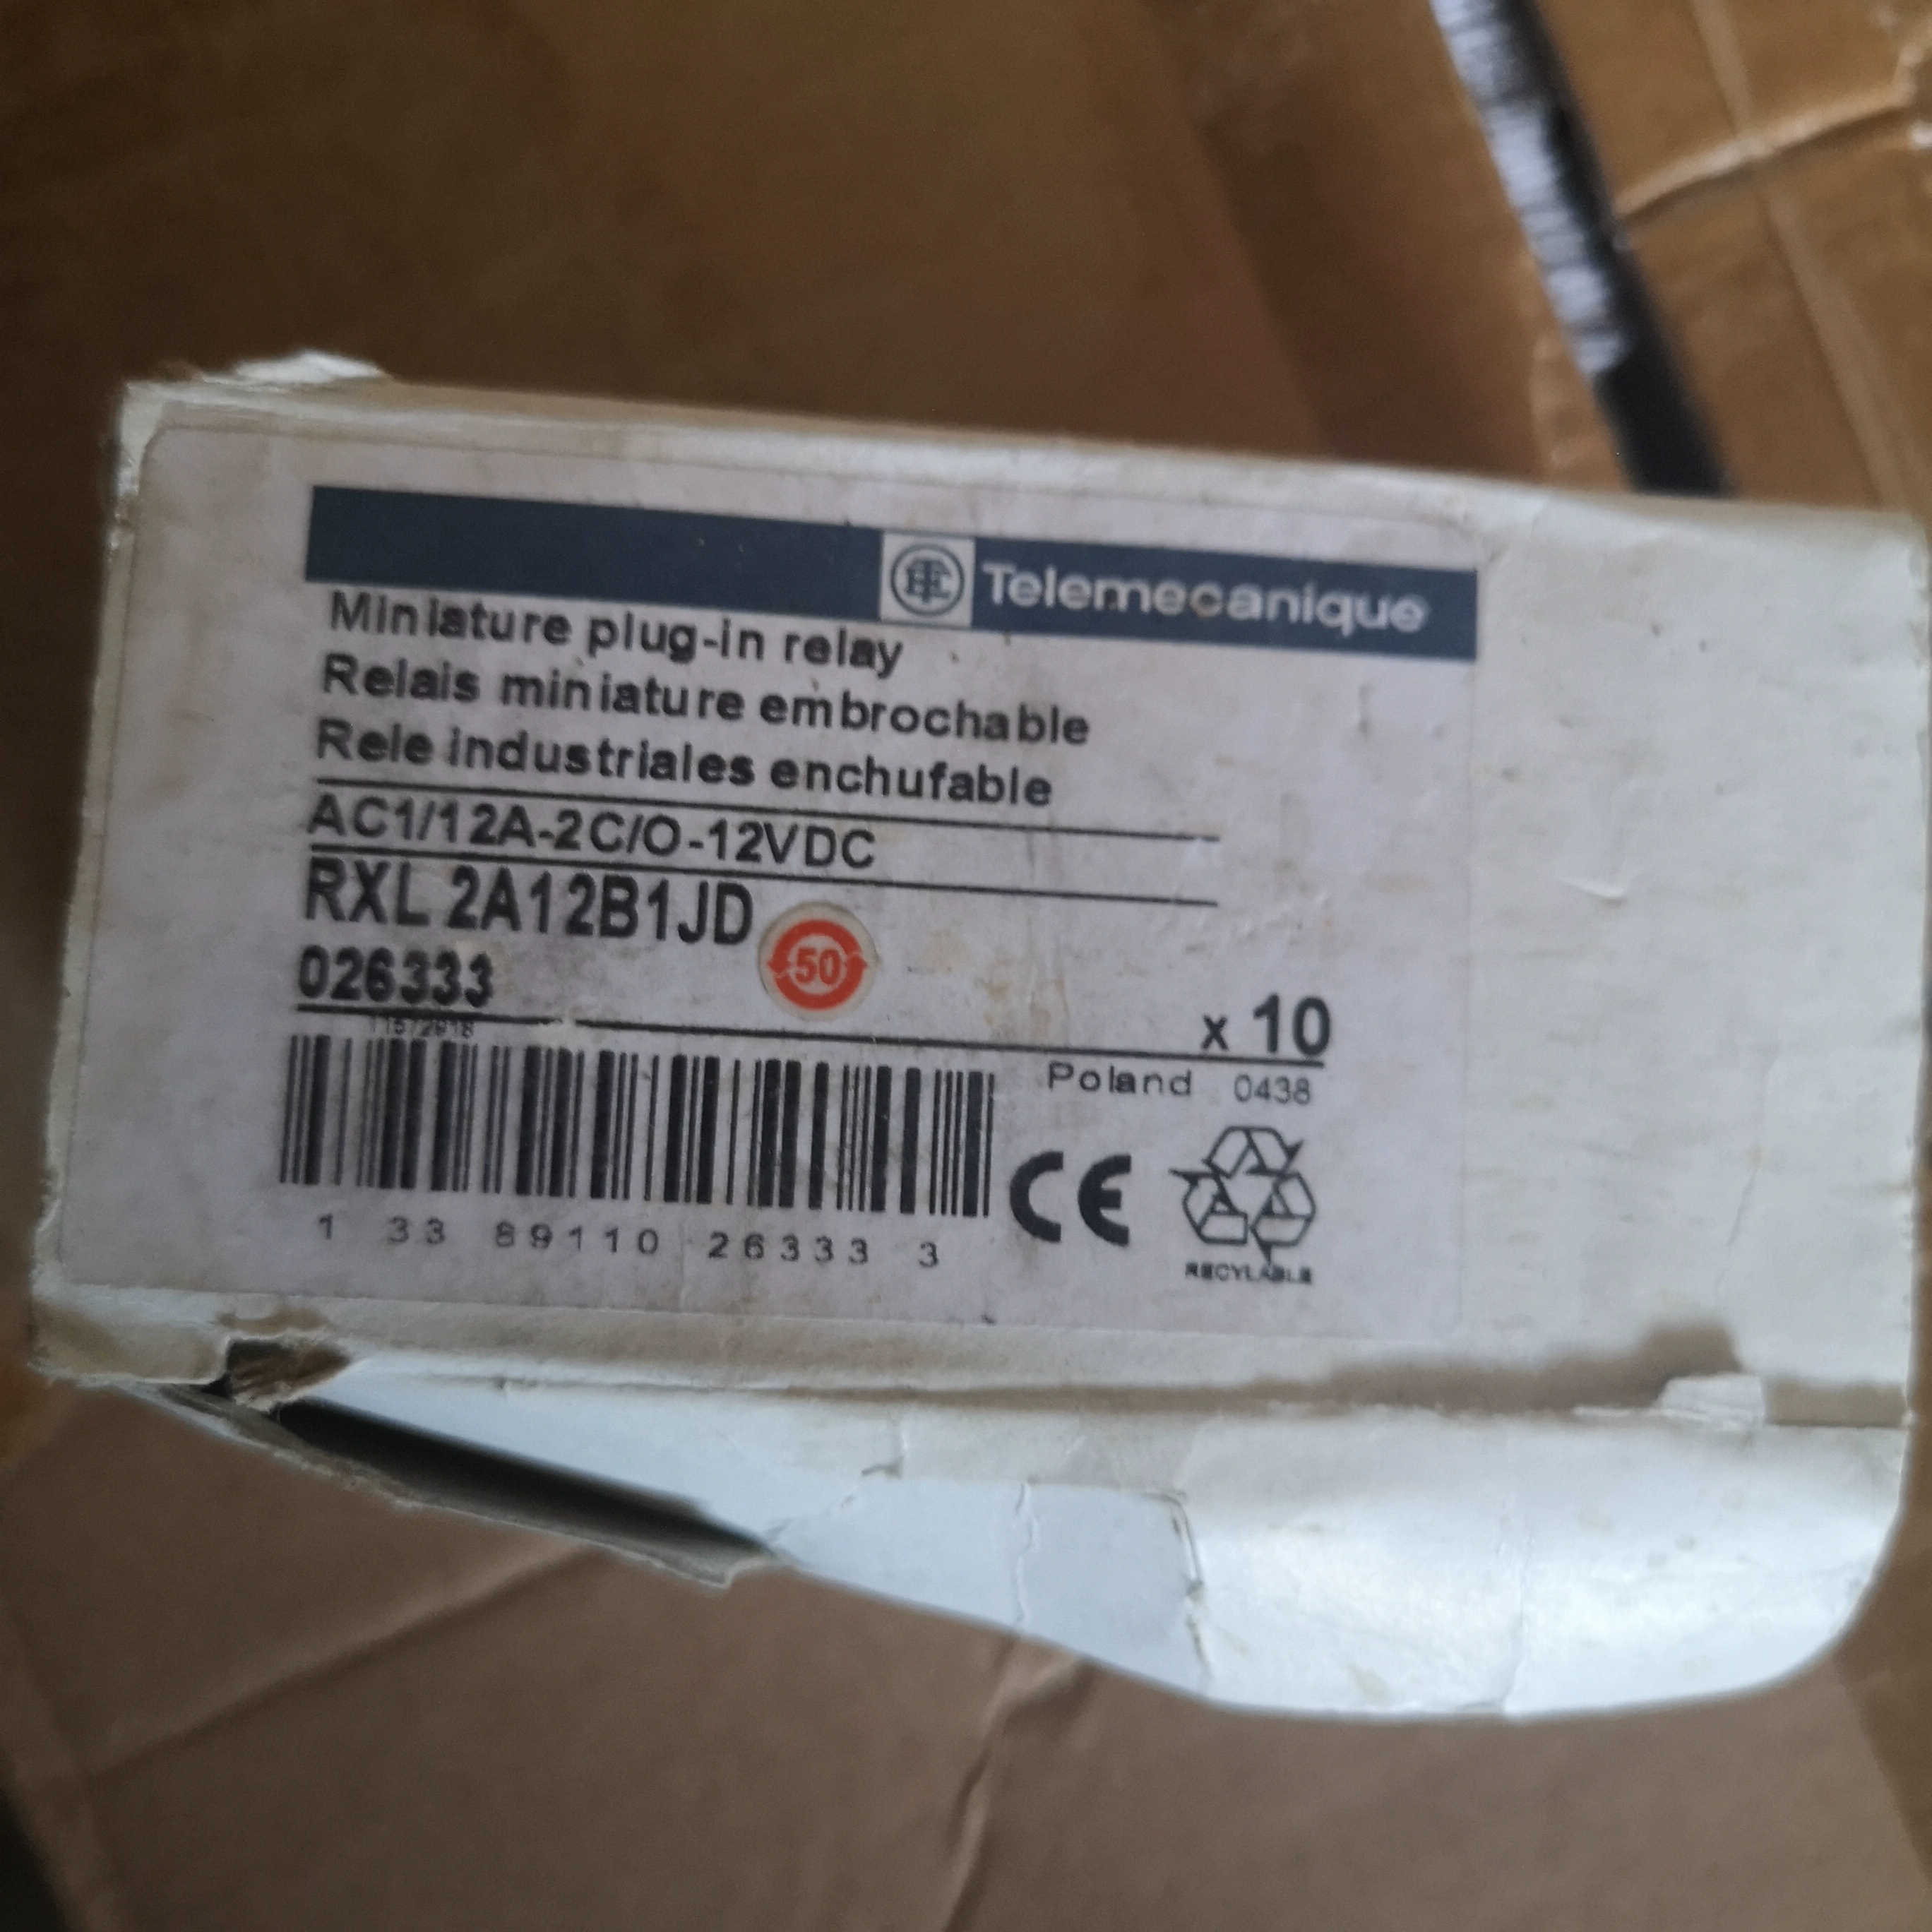 Telemecanique
Miniature plug-in relay
Relais miniature embrochable
Rele industriales enchufable
AC1/12A-2C/O-12VDC
RXL 2A12B1JD
50
026333
x 10
Poland 0438
1 33 89110 26333 3
CE
RECYLABLE